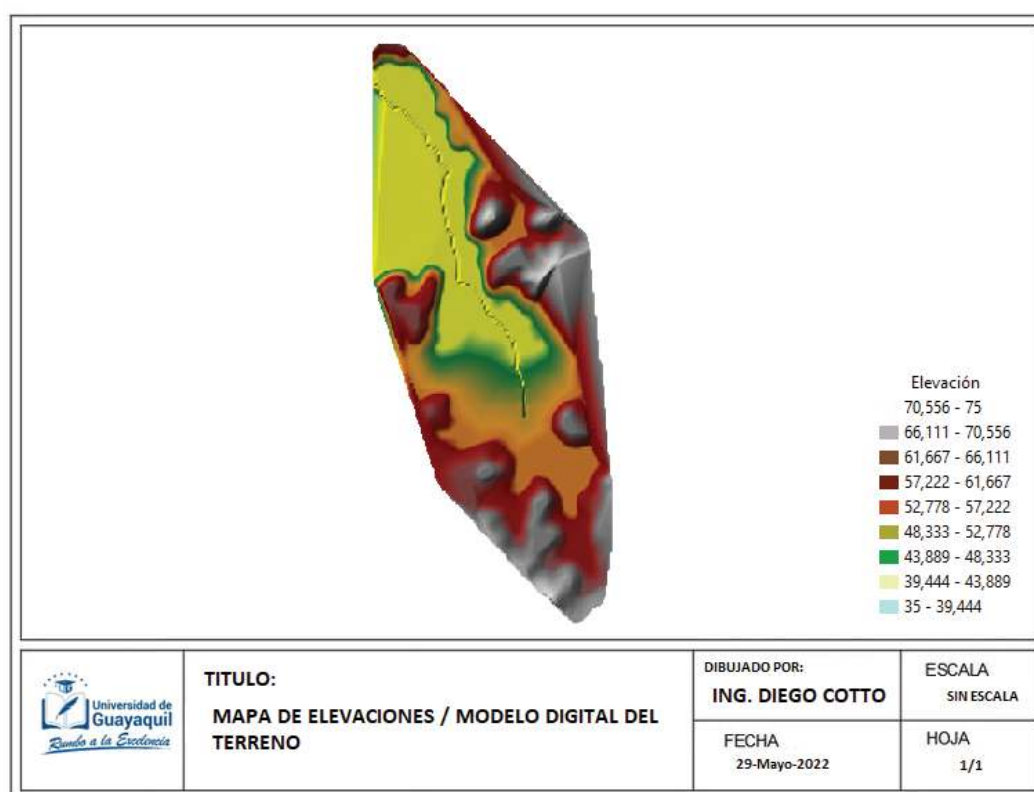 Elevación
70,556 - 75
66,111 - 70,556
61,667 - 66,111
57,222 - 61,667
52,778 - 57,222
48,333 - 52,778
43,889 - 48,333
39,444 - 43,889
35 - 39,444
Universidad de
Guayaquil
Rumbo a la Excelencia
TITULO:
MAPA DE ELEVACIONES / MODELO DIGITAL DEL
TERRENO
DIBUJADO POR:
ING. DIEGO COTTO
FECHA
29-Mayo-2022
ESCALA
SIN ESCALA
HOJA
1/1